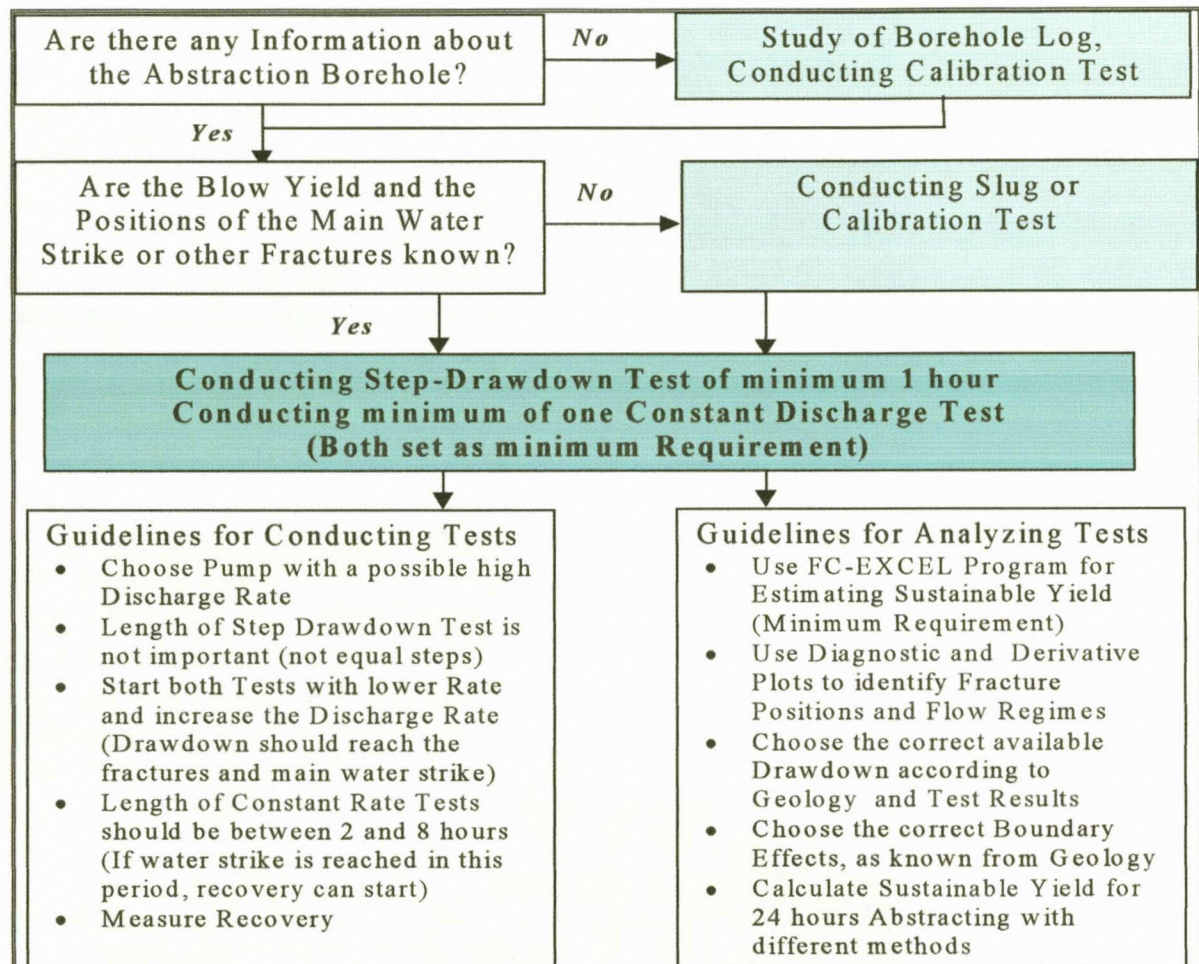 Are there any Information about
the Abstraction Borehole?
No
Study of Borehole Log,
Conducting Calibration Test
Yes
Are the Blow Yield and the
Positions of the Main Water
Strike or other Fractures known?
No
Conducting Slug or
Calibration Test
Yes
Conducting Step-Drawdown Test of minimum 1 hour
Conducting minimum of one Constant Discharge Test
(Both set as minimum Requirement)
Guidelines for Conducting Tests
• Choose Pump with a possible high
Discharge Rate
• Length of Step Drawdown Test is
not important (not equal steps)
• Start both Tests with lower Rate
and increase the Discharge Rate
(Drawdown should reach the
fractures and main water strike)
• Length of Constant Rate Tests
should be between 2 and 8 hours
(If water strike is reached in this
period, recovery can start)
• Measure Recovery
Guidelines for Analyzing Tests
• Use FC-EXCEL Program for
Estimating Sustainable Yield
(Minimum Requirement)
• Use Diagnostic and Derivative
Plots to identify Fracture
Positions and Flow Regimes
• Choose the correct available
Drawdown according to
Geology and Test Results
• Choose the correct Boundary
Effects, as known from Geology
• Calculate Sustainable Yield for
24 hours Abstracting with
different methods